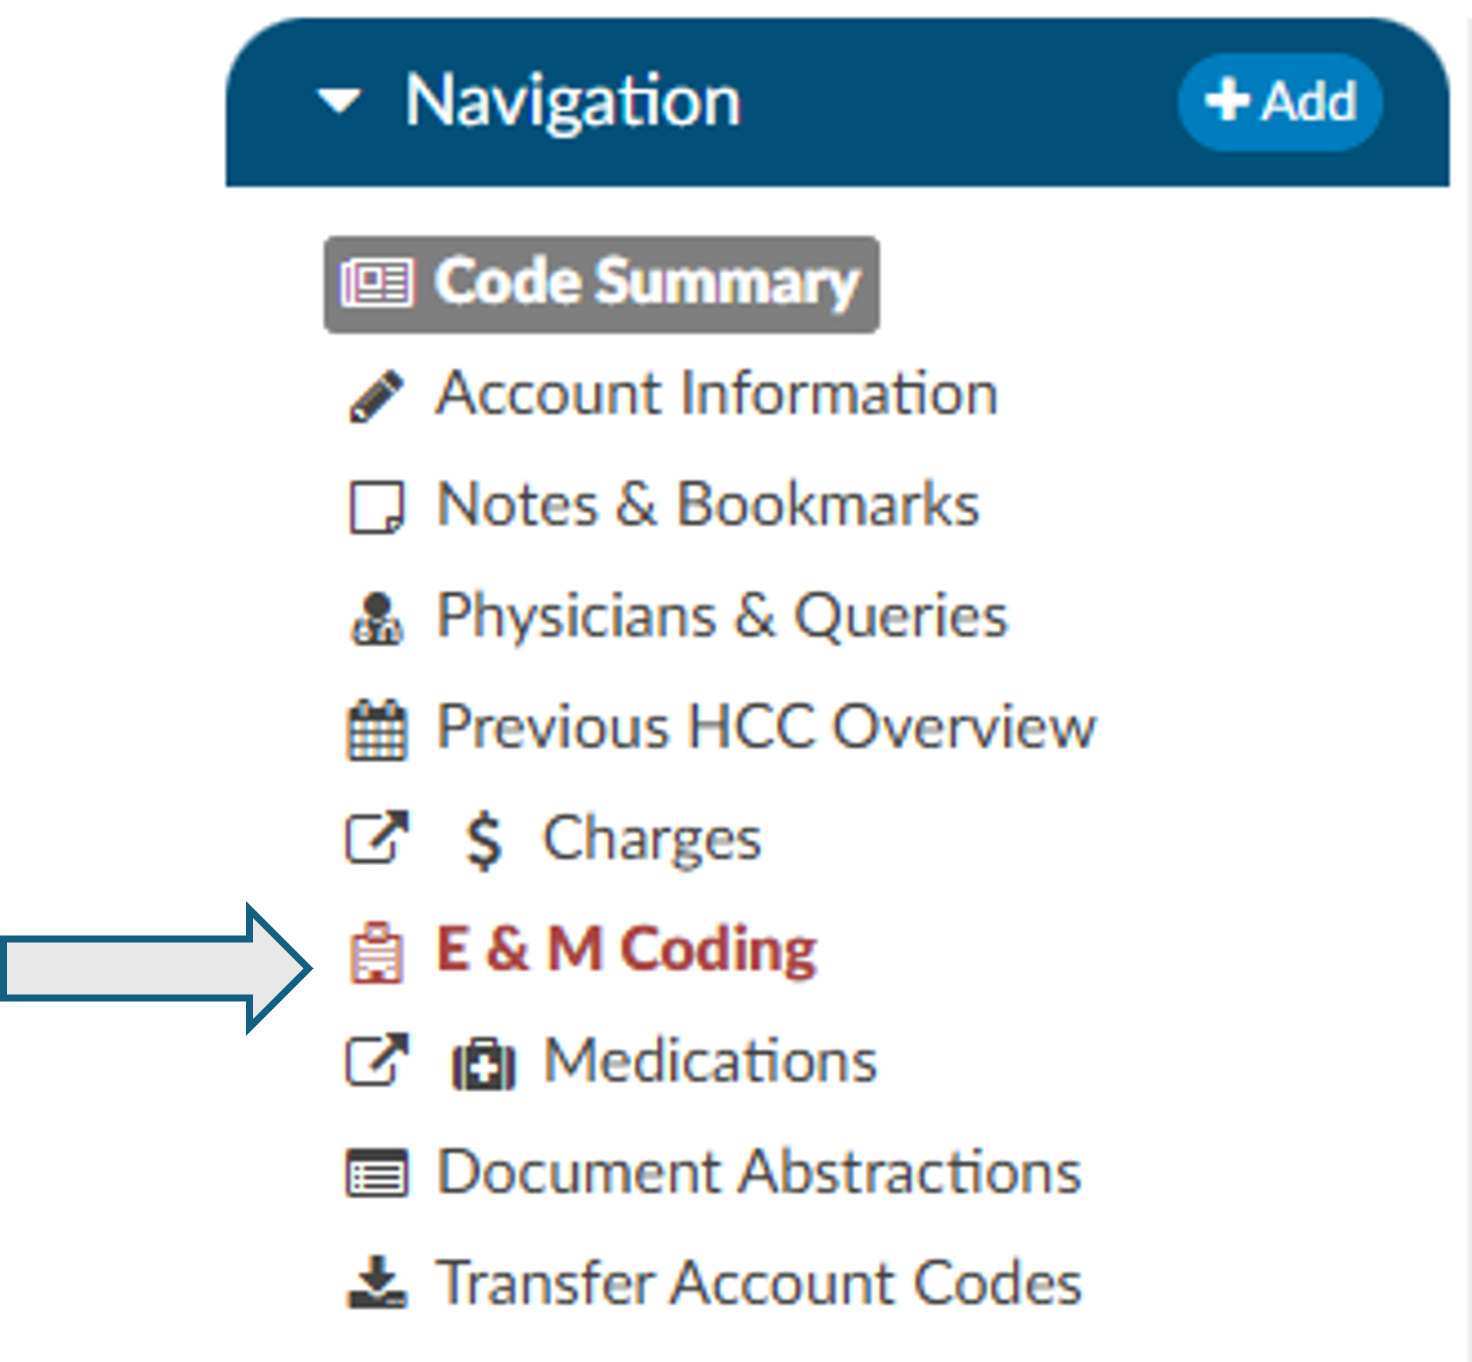 Navigation
Add
Code Summary
Account Information
Notes & Bookmarks
Physicians & Queries
Previous HCC Overview
$ Charges
E & M Coding
Medications
Document Abstractions
Transfer Account Codes